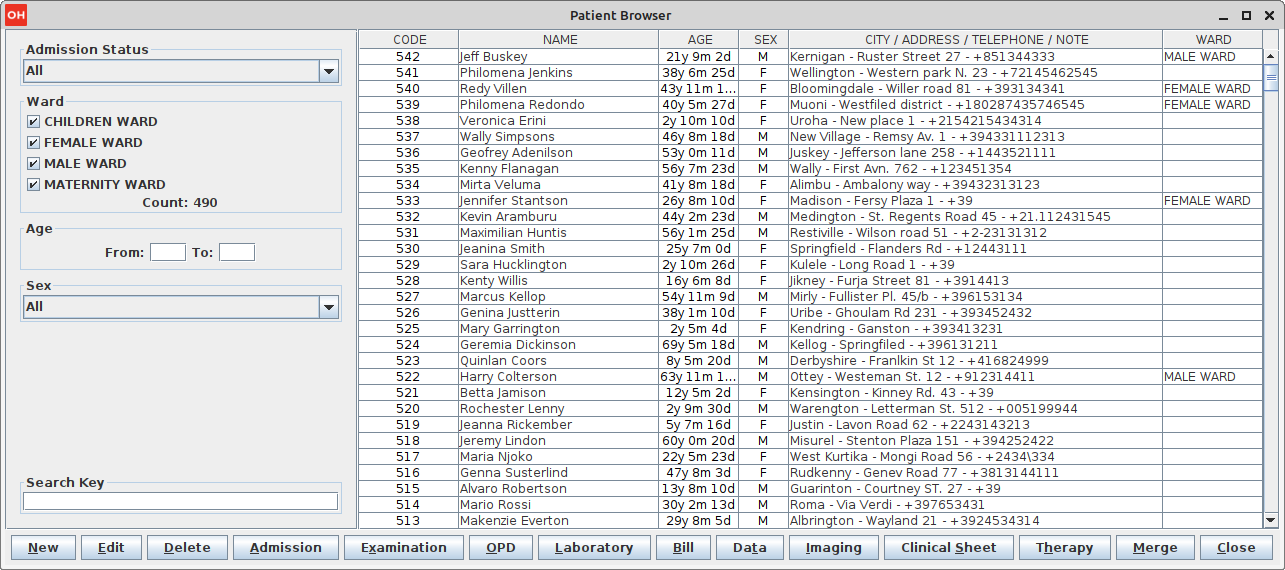 OH Patient Browser
Admission Status
All
Ward
CHILDREN WARD
FEMALE WARD
MALE WARD
MATERNITY WARD
Count: 490
Age
From: To:
Sex
All
Search Key
CODE NAME AGE SEX CITY / ADDRESS / TELEPHONE / NOTE WARD
542 Jeff Buskey 21y 9m 2d M Kernigan - Ruster Street 27 - +851344333 MALE WARD
541 Philomena Jenkins 38y 6m 25d F Wellington - Western park N. 23 - +72145462545
540 Redy Villen 43y 11m 1... F Bloomingdale - Willer road 81 - +393134341 FEMALE WARD
539 Philomena Redondo 40y 5m 27d F Muoni - Westfiled district - +180287435746545 FEMALE WARD
538 Veronica Erini 2y 10m 10d F Uroha - New place 1 - +2154215434314
537 Wally Simpsons 46y 8m 18d M New Village - Remsy Av. 1 - +394331112313
536 Geofrey Adenilson 53y 0m 11d M Juskey - Jefferson lane 258 - +1443521111
535 Kenny Flanagan 56y 7m 23d M Wally - First Avn. 762 - +123451354
534 Mirta Veluma 41y 8m 18d F Alimbu - Ambalony way - +39432313123
533 Jennifer Stantson 26y 8m 10d F Madison - Fersy Plaza 1 - +39 FEMALE WARD
532 Kevin Aramburu 44y 2m 23d M Medington - St. Regents Road 45 - +21.112431545
531 Maximilian Huntis 56y 1m 25d M Restiville - Wilson road 51 - +2-23131312
530 Jeanina Smith 25y 7m 0d F Springfield - Flanders Rd - +12443111
529 Sara Hucklington 2y 10m 26d F Kulele - Long Road 1 - +39
528 Kenty Willis 16y 6m 8d F Jikney - Furja Street 81 - +3914413
527 Marcus Kellop 54y 11m 9d M Mirly - Fullister Pl. 45/b - +396153134
526 Genina Justterin 38y 1m 10d F Uribe - Ghoulam Rd 231 - +393452432
525 Mary Garrington 2y 5m 4d F Kendring - Ganston - +393413231
524 Geremia Dickinson 69y 5m 18d M Kellog - Springfiled - +396131211
523 Quinlan Coors 8y 5m 20d M Derbyshire - Franlkin St 12 - +416824999
522 Harry Colterson 63y 11m 1... M Ottey - Westeman St. 12 - +912314411 MALE WARD
521 Betta Jamison 12y 5m 2d F Kensington - Kinney Rd. 43 - +39
520 Rochester Lenny 2y 9m 30d M Warengton - Letterman St. 512 - +005199944
519 Jeanna Rickember 5y 7m 16d F Justin - Lavon Road 62 - +2243143213
518 Jeremy Lindon 60y 0m 20d M Misurel - Stenton Plaza 151 - +394252422
517 Maria Njoko 22y 5m 23d F West Kurtika - Mongi Road 56 - +2434\334
516 Genna Susterlind 47y 8m 3d F Rudkenny - Genev Road 77 - +3813144111
515 Alvaro Robertson 13y 8m 10d M Guarinton - Courtney ST. 27 - +39
514 Mario Rossi 30y 2m 13d M Roma - Via Verdi - +397653431
513 Makenzie Everton 29y 8m 5d M Albrington - Wayland 21 - +3924534314
New Edit Delete Admission Examination OPD Laboratory Bill Data Imaging Clinical Sheet Therapy Merge Close